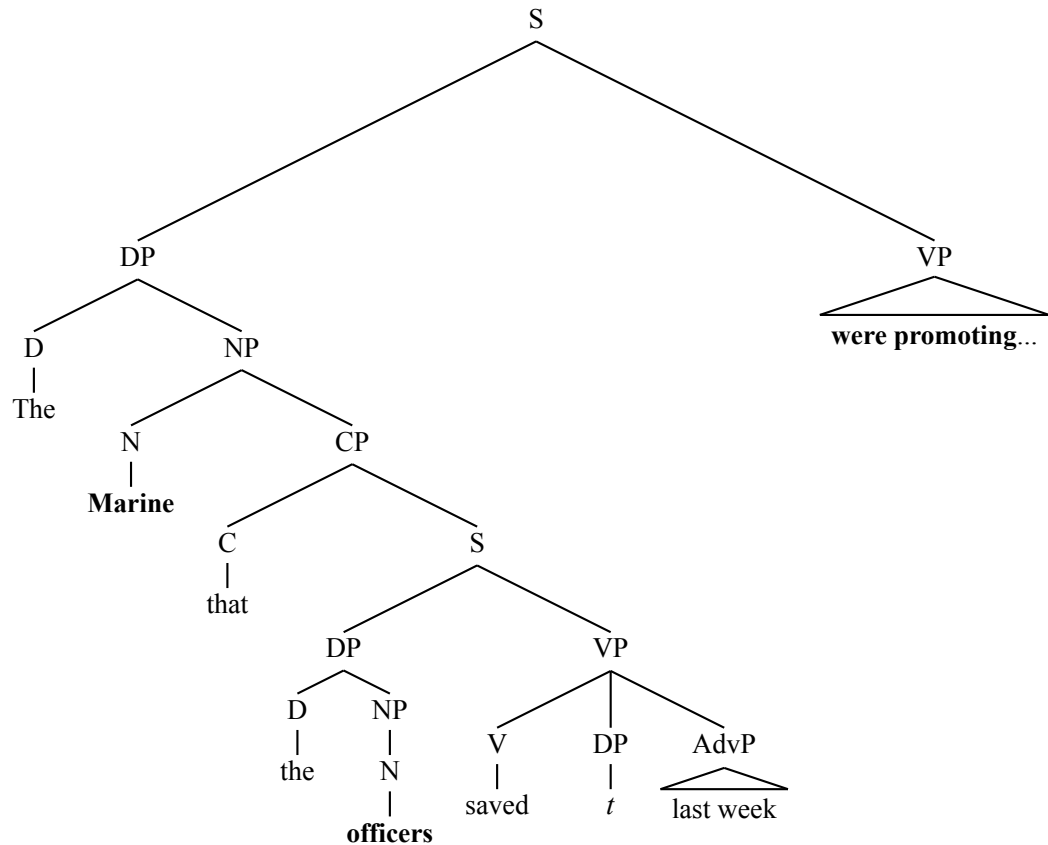 S
DP VP
were promoting...
D NP
The
N CP
Marine
C S
that
DP VP
D NP V DP AdvP
the N saved t last week
officers